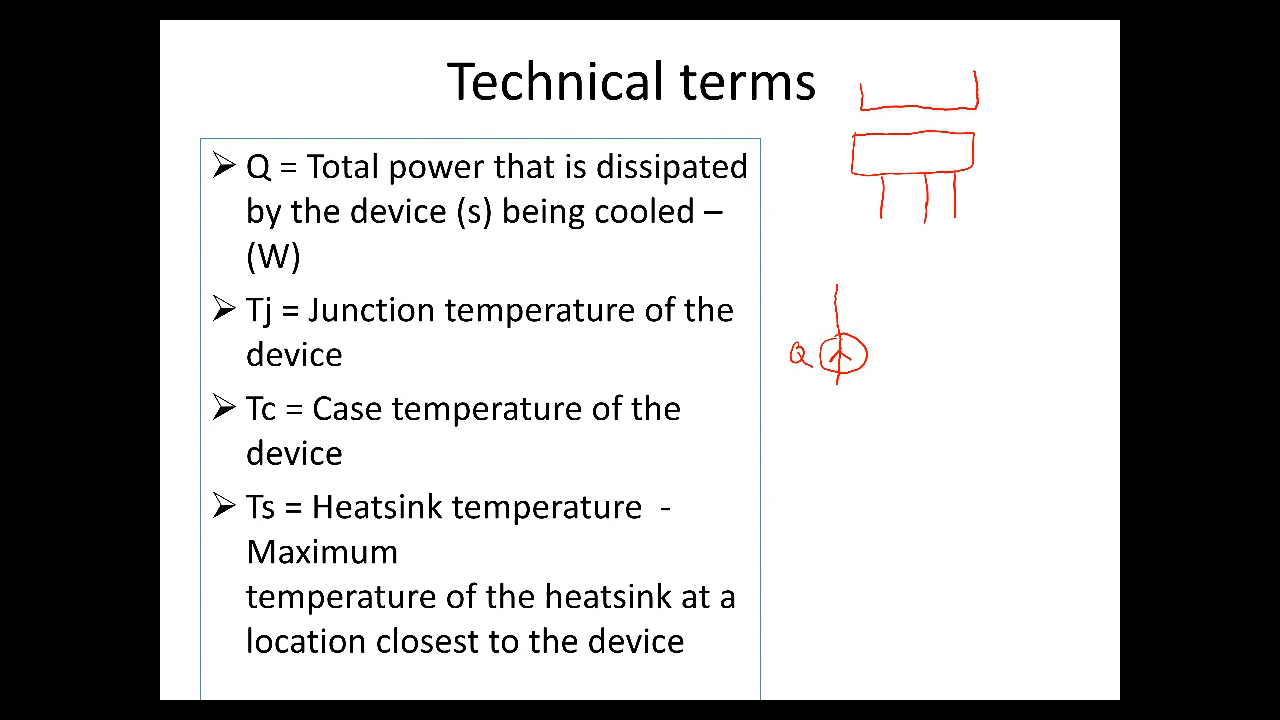 Technical terms
➢ Q = Total power that is dissipated
by the device (s) being cooled –
(W)
➢ Tj = Junction temperature of the
device
➢ Tc = Case temperature of the
device
➢ Ts = Heatsink temperature -
Maximum
temperature of the heatsink at a
location closest to the device
Q